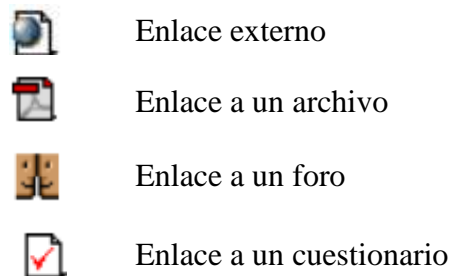 Enlace externo
Enlace a un archivo
Enlace a un foro
Enlace a un cuestionario